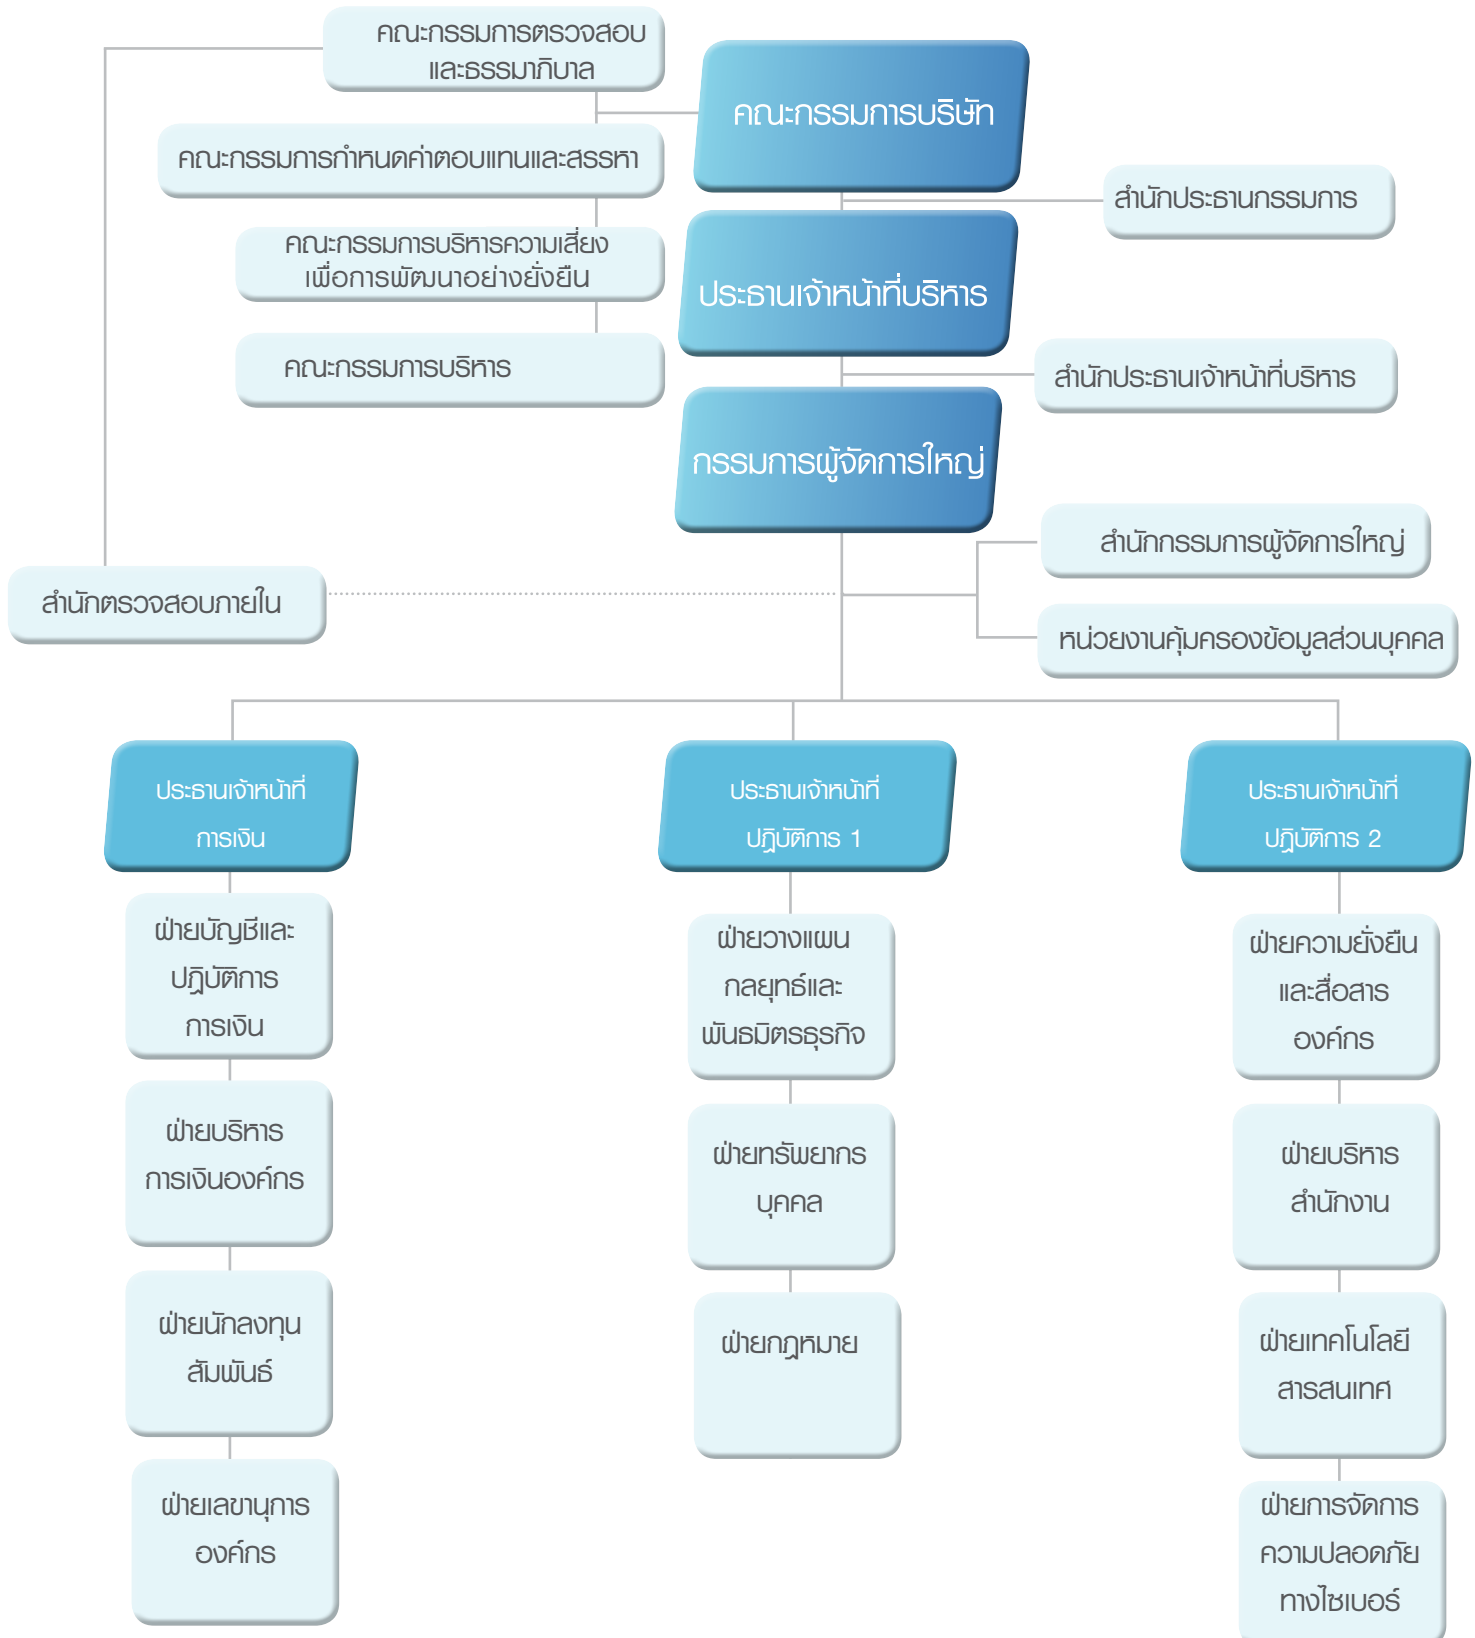 คณะกรรมการตรวจสอบ
และธรรมาภิบาล
คณะกรรมการบริษัท
คณะกรรมการกำหนดค่าตอบแทนและสรรหา
สำนักประธานกรรมการ
คณะกรรมการบริหารความเสี่ยง
เพื่อการพัฒนาอย่างยั่งยืน
ประธานเจ้าหน้าที่บริหาร
คณะกรรมการบริหาร
สำนักประธานเจ้าหน้าที่บริหาร
กรรมการผู้จัดการใหญ่
สำนักกรรมการผู้จัดการใหญ่
สำนักตรวจสอบภายใน
หน่วยงานคุ้มครองข้อมูลส่วนบุคคล
ประธานเจ้าหน้าที่
การเงิน
ประธานเจ้าหน้าที่
ปฏิบัติการ 1
ประธานเจ้าหน้าที่
ปฏิบัติการ 2
ฝ่ายบัญชีและ
ปฏิบัติการ
การเงิน
ฝ่ายวางแผน
กลยุทธ์และ
พันธมิตรธุรกิจ
ฝ่ายความยั่งยืน
และสื่อสาร
องค์กร
ฝ่ายบริหาร
การเงินองค์กร
ฝ่ายทรัพยากร
บุคคล
ฝ่ายบริหาร
สำนักงาน
ฝ่ายนักลงทุน
สัมพันธ์
ฝ่ายกฎหมาย
ฝ่ายเทคโนโลยี
สารสนเทศ
ฝ่ายเลขานุการ
องค์กร
ฝ่ายการจัดการ
ความปลอดภัย
ทางไซเบอร์